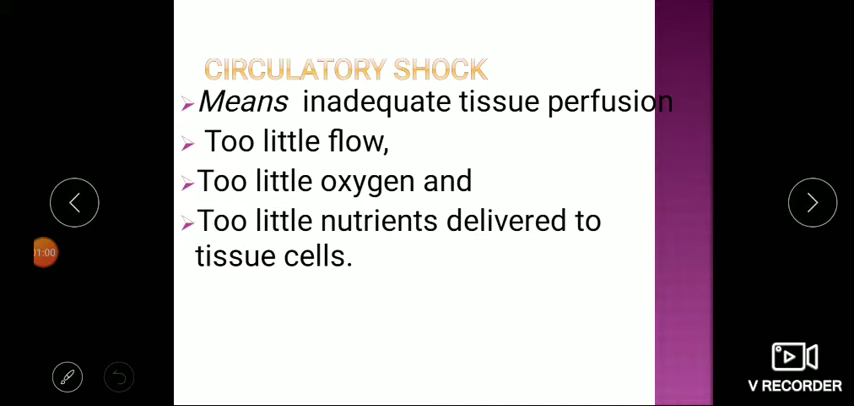 CIRCULATORY SHOCK
➢Means inadequate tissue perfusion
➢ Too little flow,
➢Too little oxygen and
➢Too little nutrients delivered to
tissue cells.
11:00
V RECORDER